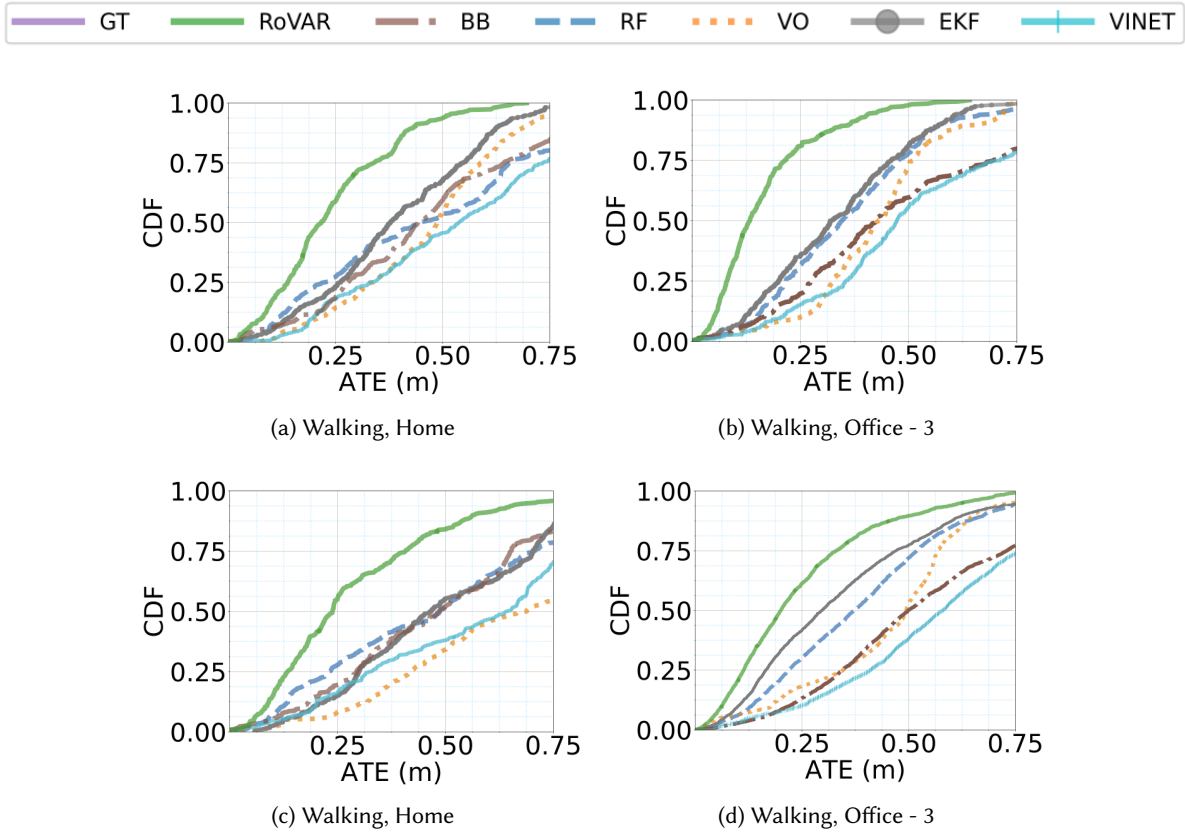 GT RoVAR BB RF VO EKF VINET
1.00 1.00
0.75 0.75
CDF CDF
0.50 0.50
0.25 0.25
0.00 0.00
0.25 0.50 0.75 0.25 0.50 0.75
ATE (m) ATE (m)
(a) Walking, Home (b) Walking, Office - 3
1.00 1.00
0.75 0.75
CDF CDF
0.50 0.50
0.25 0.25
0.00 0.00
0.25 0.50 0.75 0.25 0.50 0.75
ATE (m) ATE (m)
(c) Walking, Home (d) Walking, Office - 3